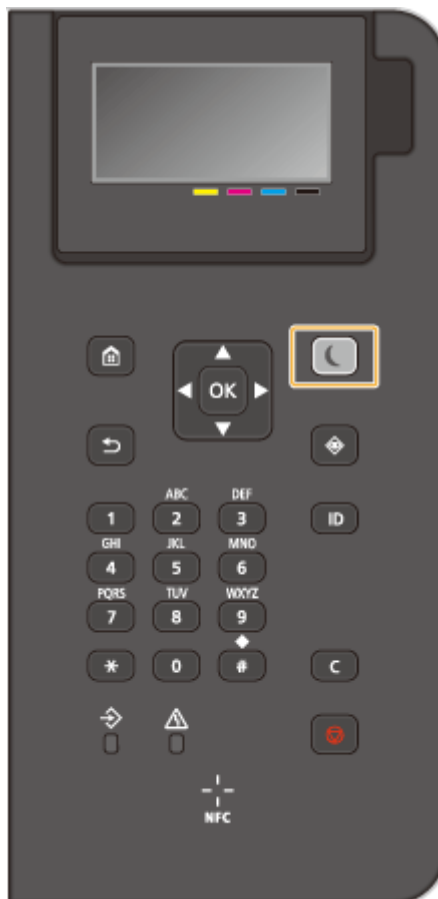 OK
ABC DEF
1 2 3 ID
GHI JKL MNO
4 5 6
PQRS TUV WXYZ
7 8 9
* 0 # C
NFC